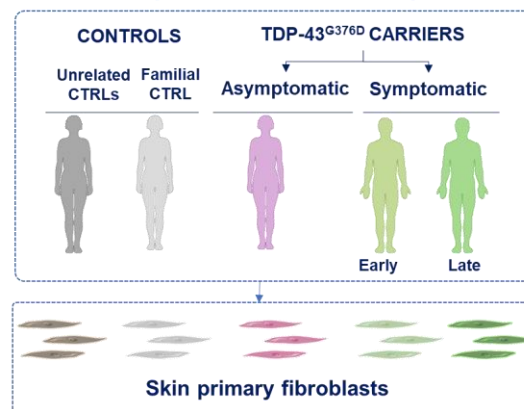 CONTROLS
TDP-43G376D CARRIERS
Unrelated CTRLs
Familial CTRL
Asymptomatic
Symptomatic
Early
Late
Skin primary fibroblasts